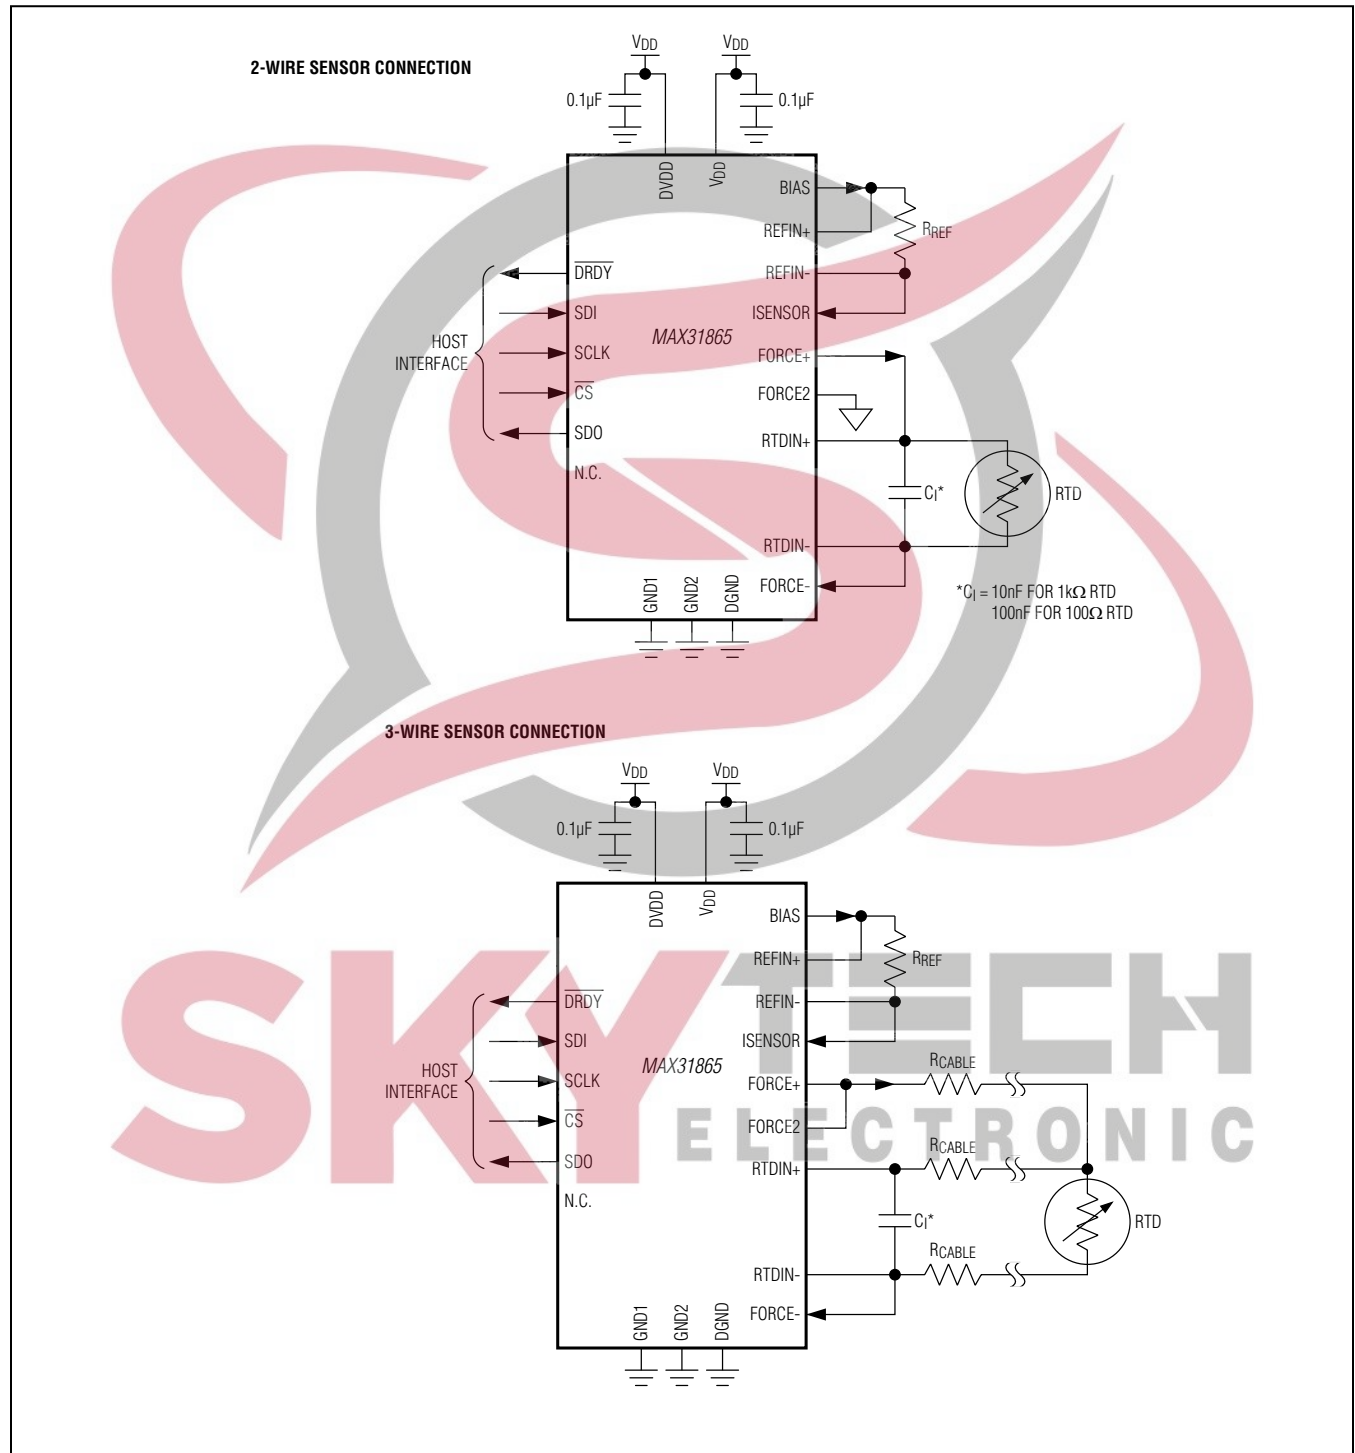 2-WIRE SENSOR CONNECTION
VDD
VDD
0.1µF
0.1µF
DVDD
VDD
BIAS
REFIN+
RREF
REFIN-
ISENSOR
FORCE+
FORCE2
RTDIN+
CI*
RTD
RTDIN-
FORCE-
DRDY
SDI
SCLK
CS
SDO
N.C.
HOST
INTERFACE
MAX31865
GND1
GND2
DGND
*CI = 10nF FOR 1kΩ RTD
100nF FOR 100Ω RTD
3-WIRE SENSOR CONNECTION
VDD
VDD
0.1µF
0.1µF
DVDD
VDD
BIAS
REFIN+
RREF
REFIN-
ISENSOR
FORCE+
RCABLE
FORCE2
RTDIN+
RCABLE
CI*
RTD
RTDIN-
RCABLE
FORCE-
DRDY
SDI
SCLK
CS
SDO
N.C.
HOST
INTERFACE
MAX31865
GND1
GND2
DGND
SKYTECH
ELECTRONIC